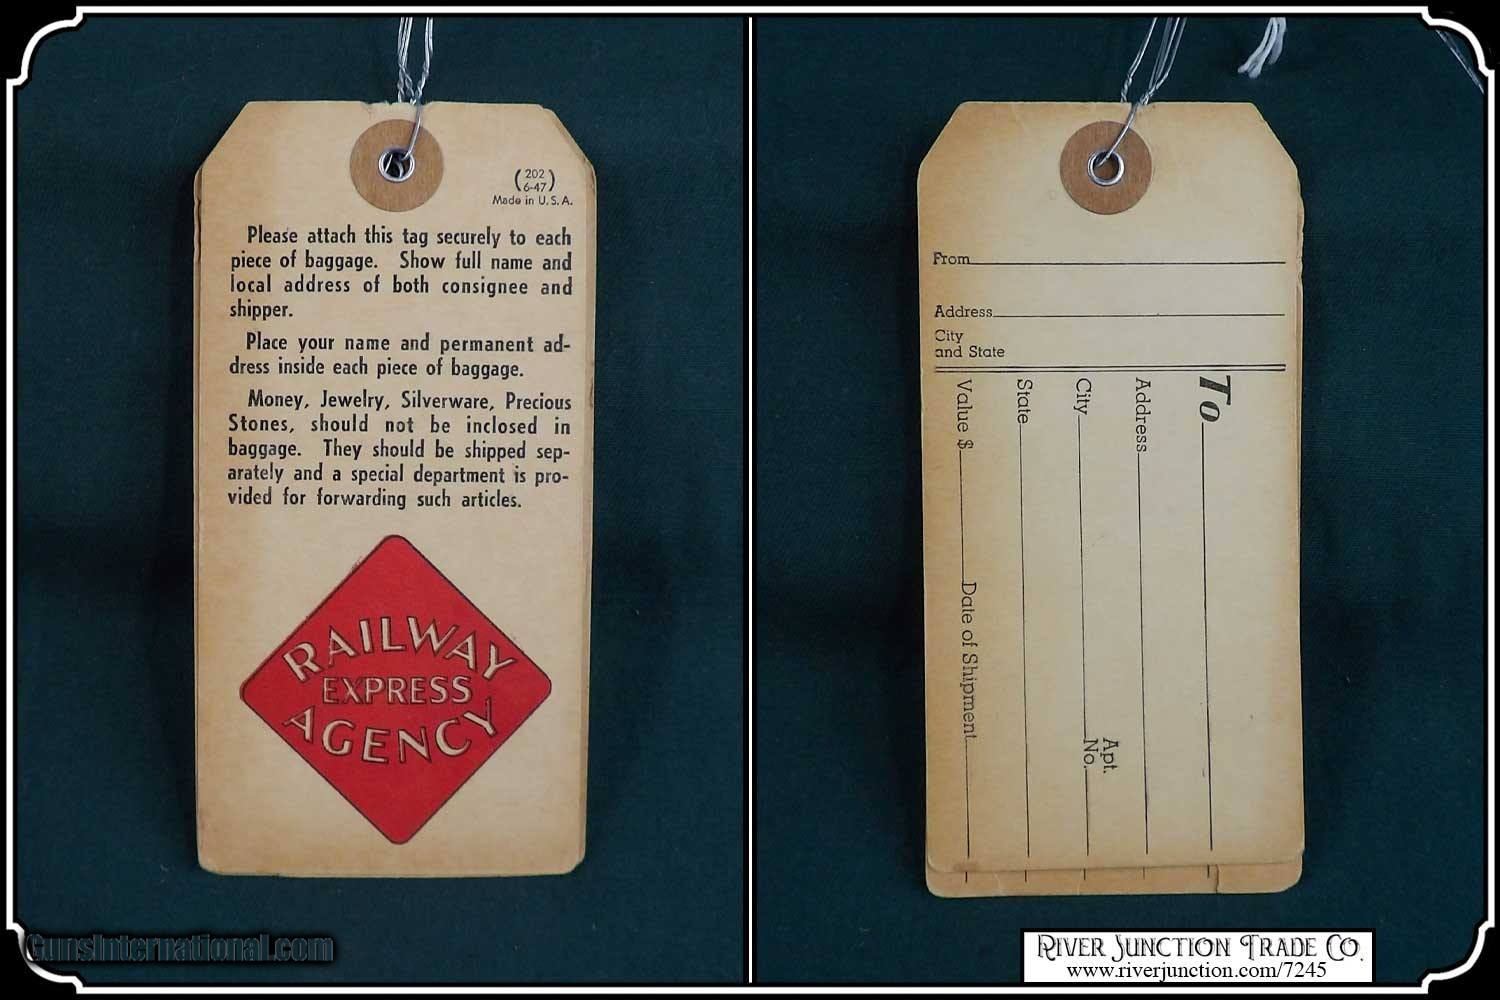 (202
6-47)
Made in U.S.A.
Please attach this tag securely to each
piece of baggage. Show full name and
local address of both consignee and
shipper.
Place your name and permanent ad-
dress inside each piece of baggage.
Money, Jewelry, Silverware, Precious
Stones, should not be inclosed in
baggage. They should be shipped sep-
arately and a special department is pro-
vided for forwarding such articles.
RAILWAY
EXPRESS
AGENCY
From
Address
City
and State
To
Address
City
Apt.
No.
State
Value $
Date of Shipment
GunsInternational.com
RIVER JUNCTION TRADE CO.
www.riverjunction.com/7245